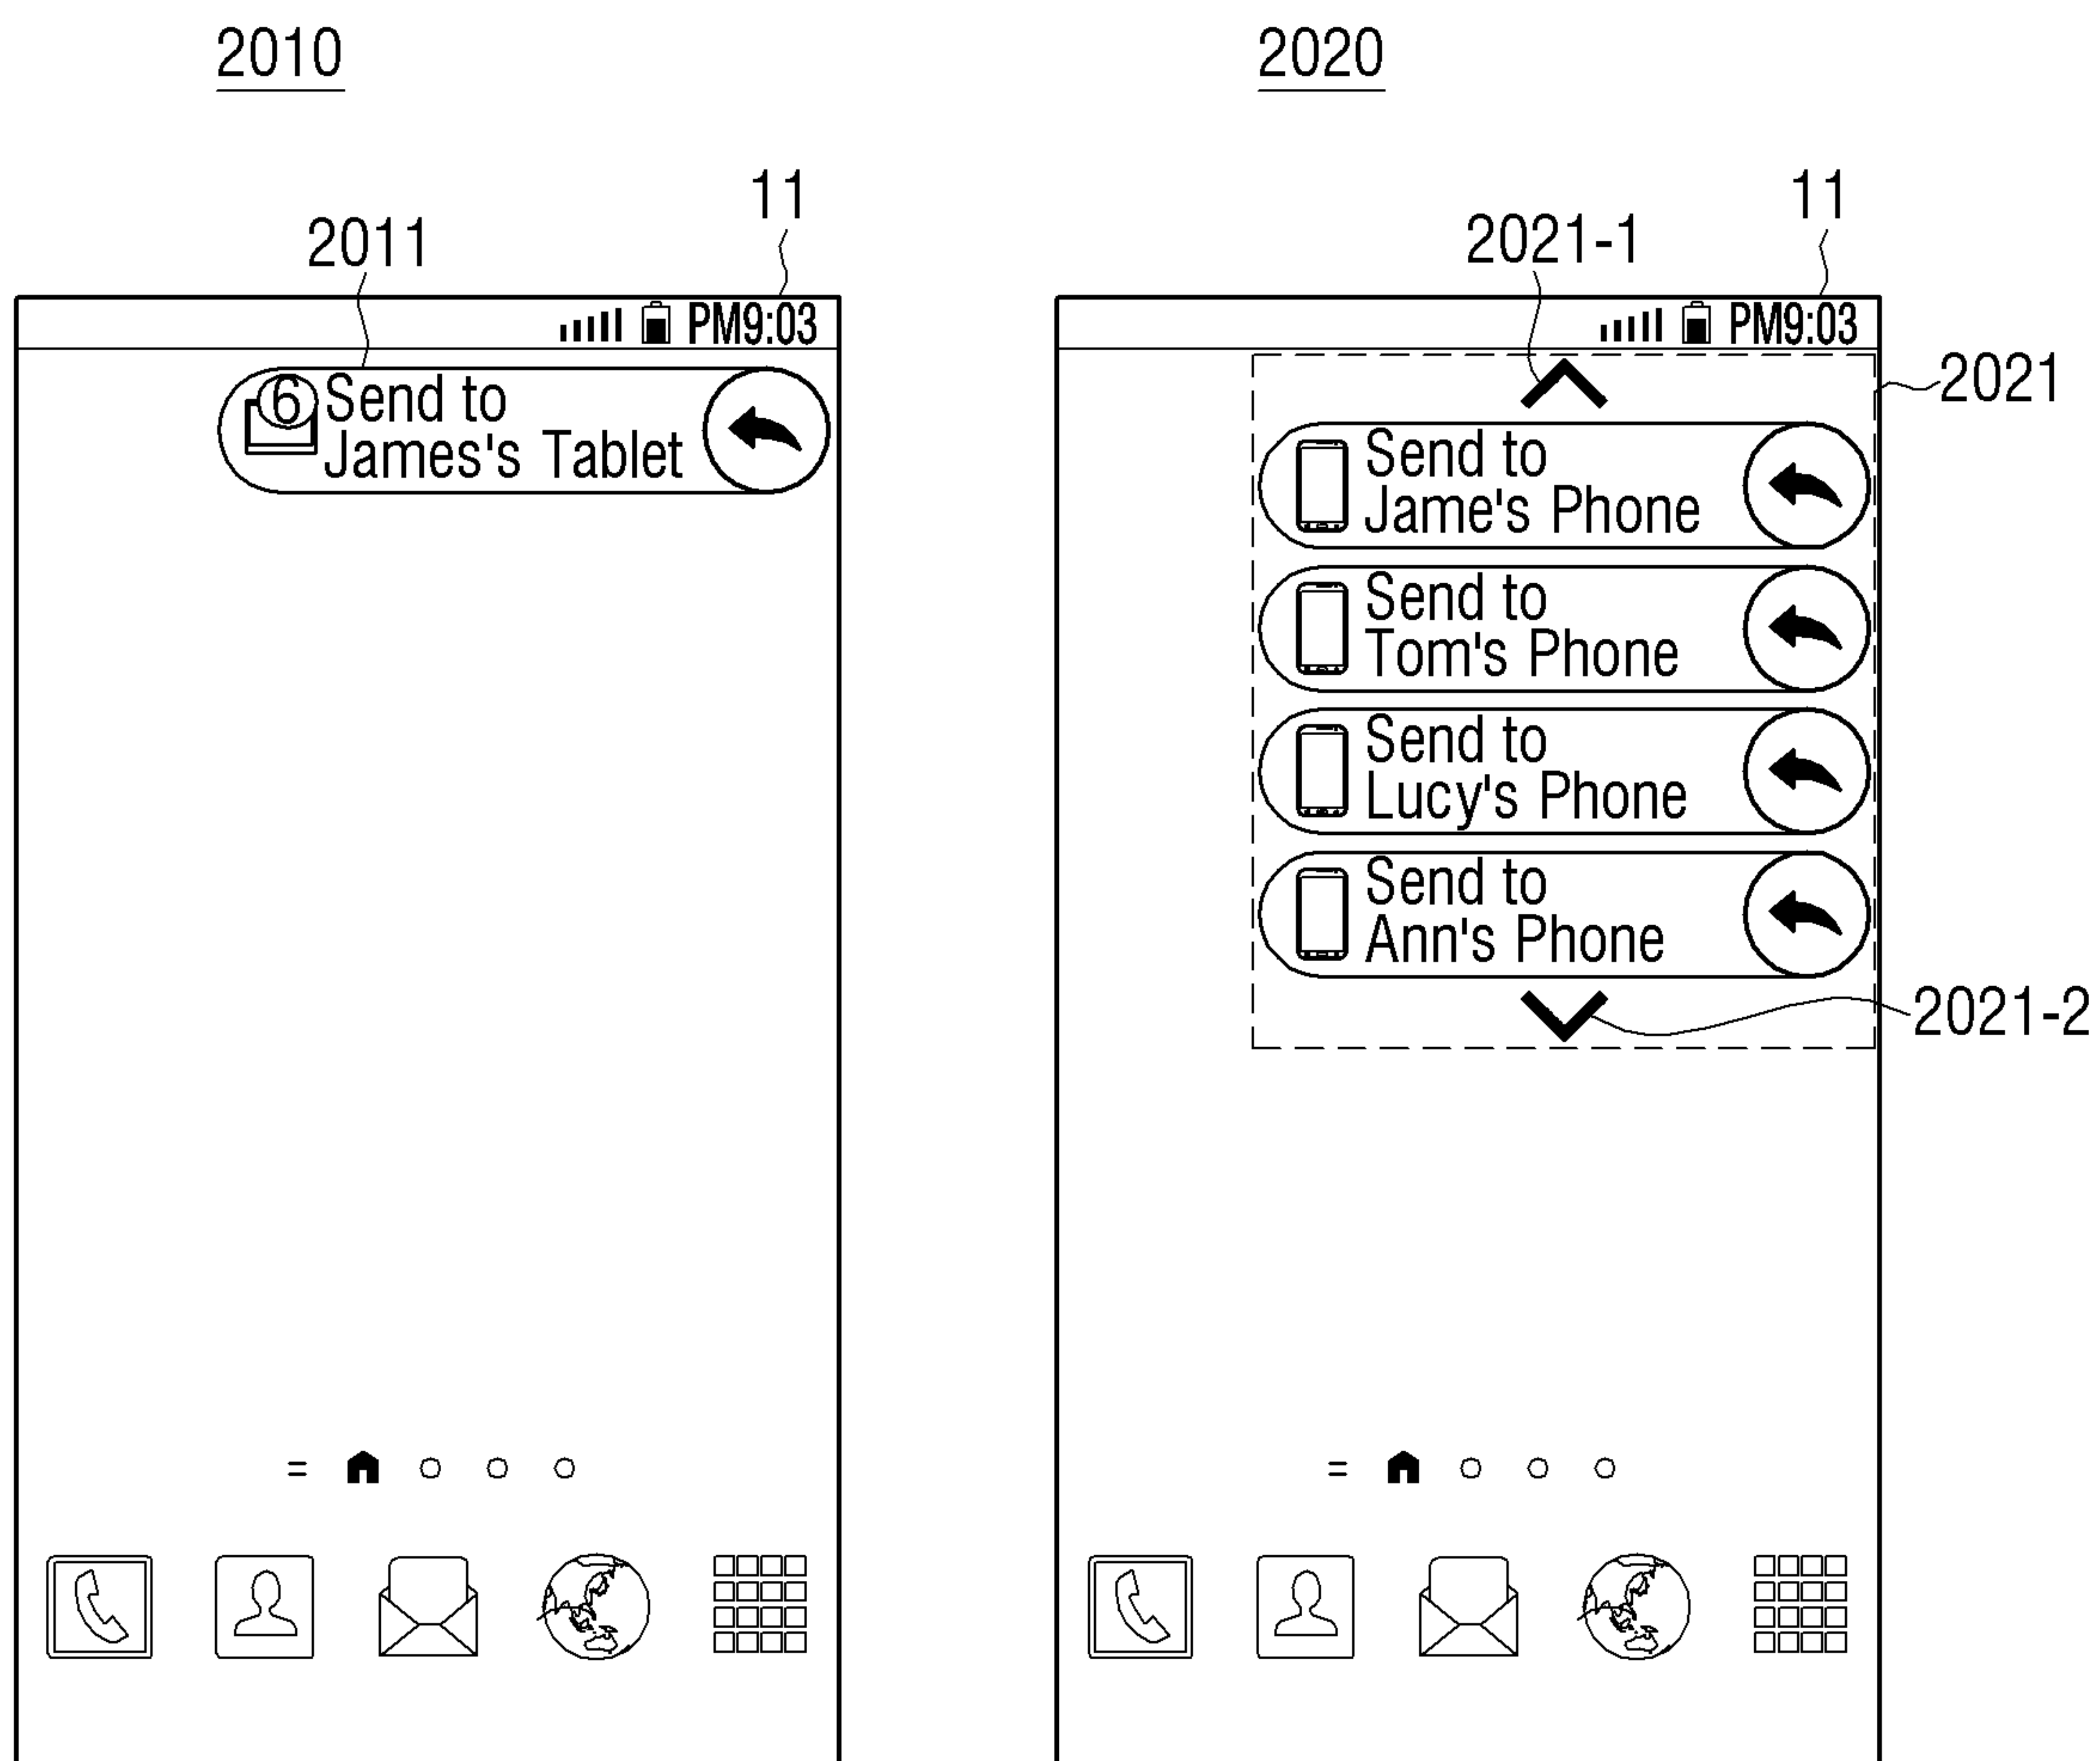 2010
2020
11
2011
11
2021-1
PM9:03
PM9:03
2021
6
Send to
James's Tablet
Send to
Jame's Phone
Send to
Tom's Phone
Send to
Lucy's Phone
Send to
Ann's Phone
2021-2